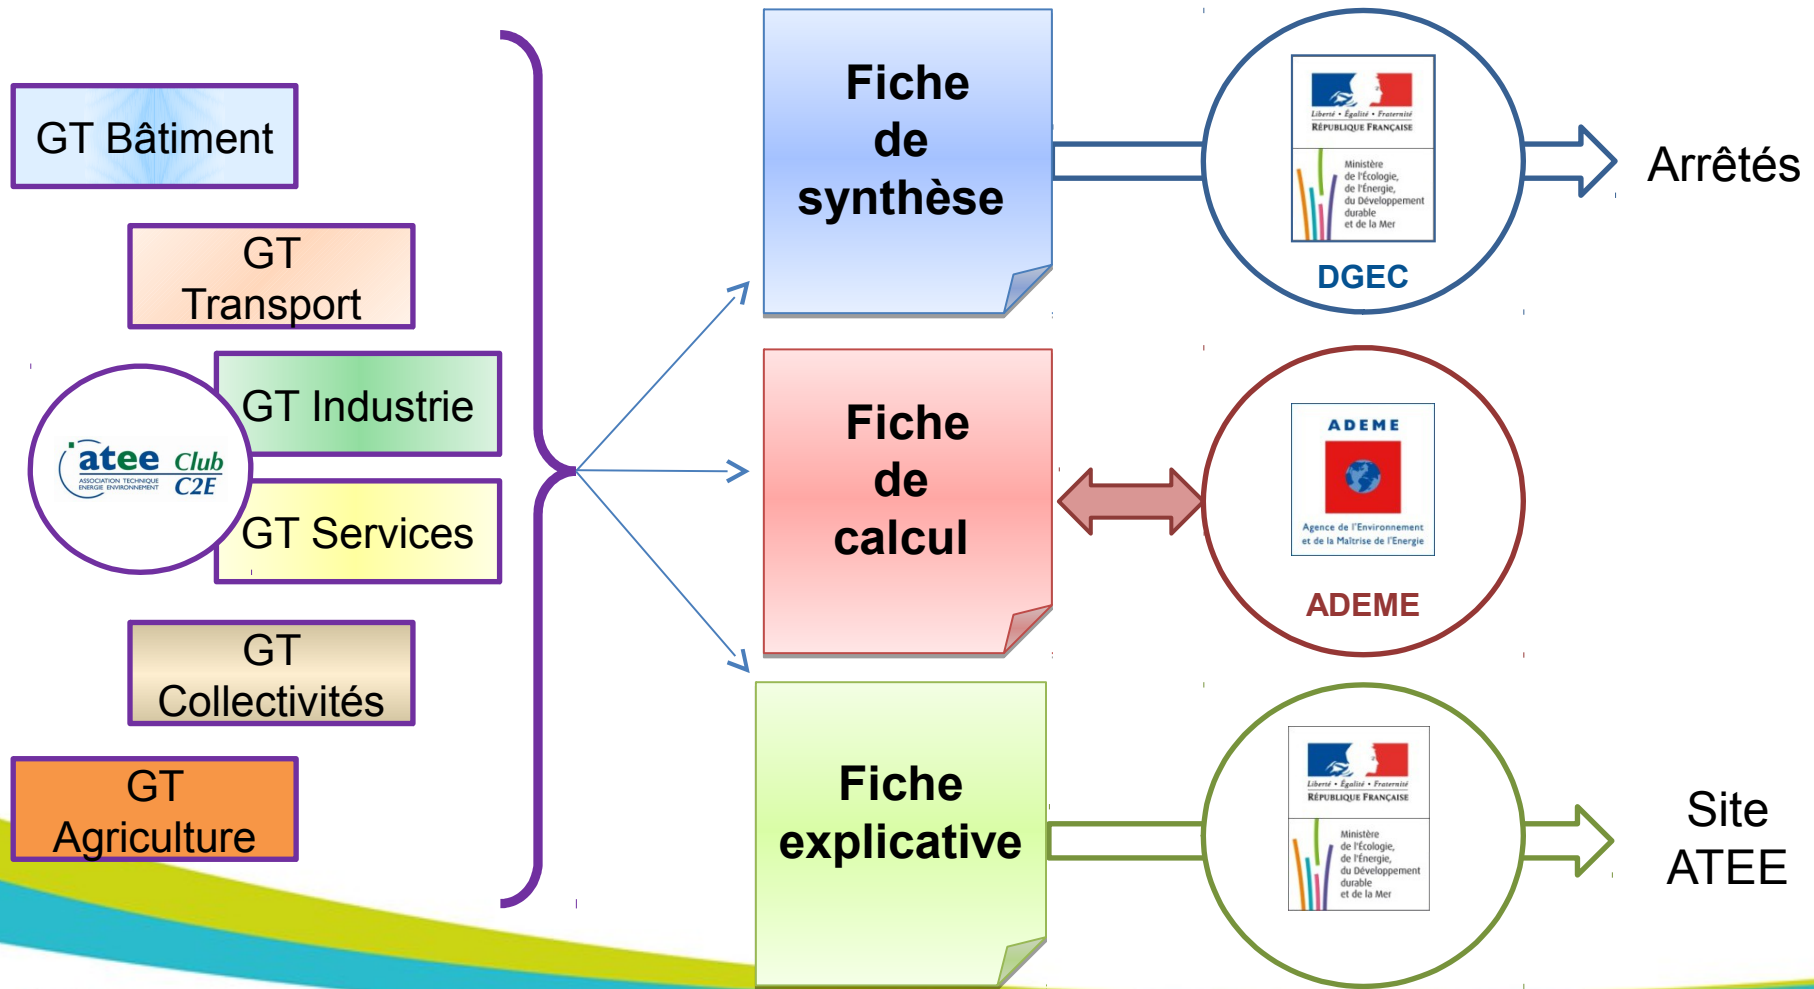 GT Bâtiment
GT
Transport
GT Industrie
atee Club
C2E
ASSOCIATION TECHNIQUE
ENERGIE ENVIRONNEMENT
GT Services
GT
Collectivités
GT
Agriculture
Fiche
de
synthèse
Liberté • Égalité • Fraternité
RÉPUBLIQUE FRANÇAISE
Ministère
de l'Écologie,
de l'Énergie,
du Développement
durable
et de la Mer
DGEC
Arrêtés
Fiche
de
calcul
ADEME
Agence de l'Environnement
et de la Maîtrise de l'Energie
ADEME
Fiche
explicative
Liberté • Égalité • Fraternité
RÉPUBLIQUE FRANÇAISE
Ministère
de l'Écologie,
de l'Énergie,
du Développement
durable
et de la Mer
Site
ATEE